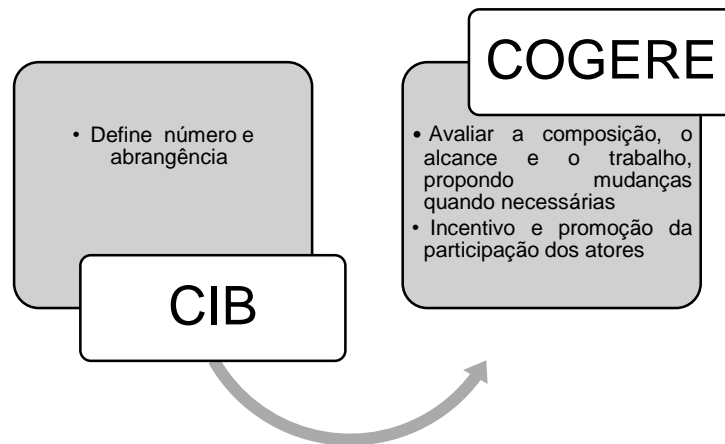 • Define número e
abrangência
CIB
COGERE
• Avaliar a composição, o
alcance e o trabalho,
propondo mudanças
quando necessárias
• Incentivo e promoção da
participação dos atores